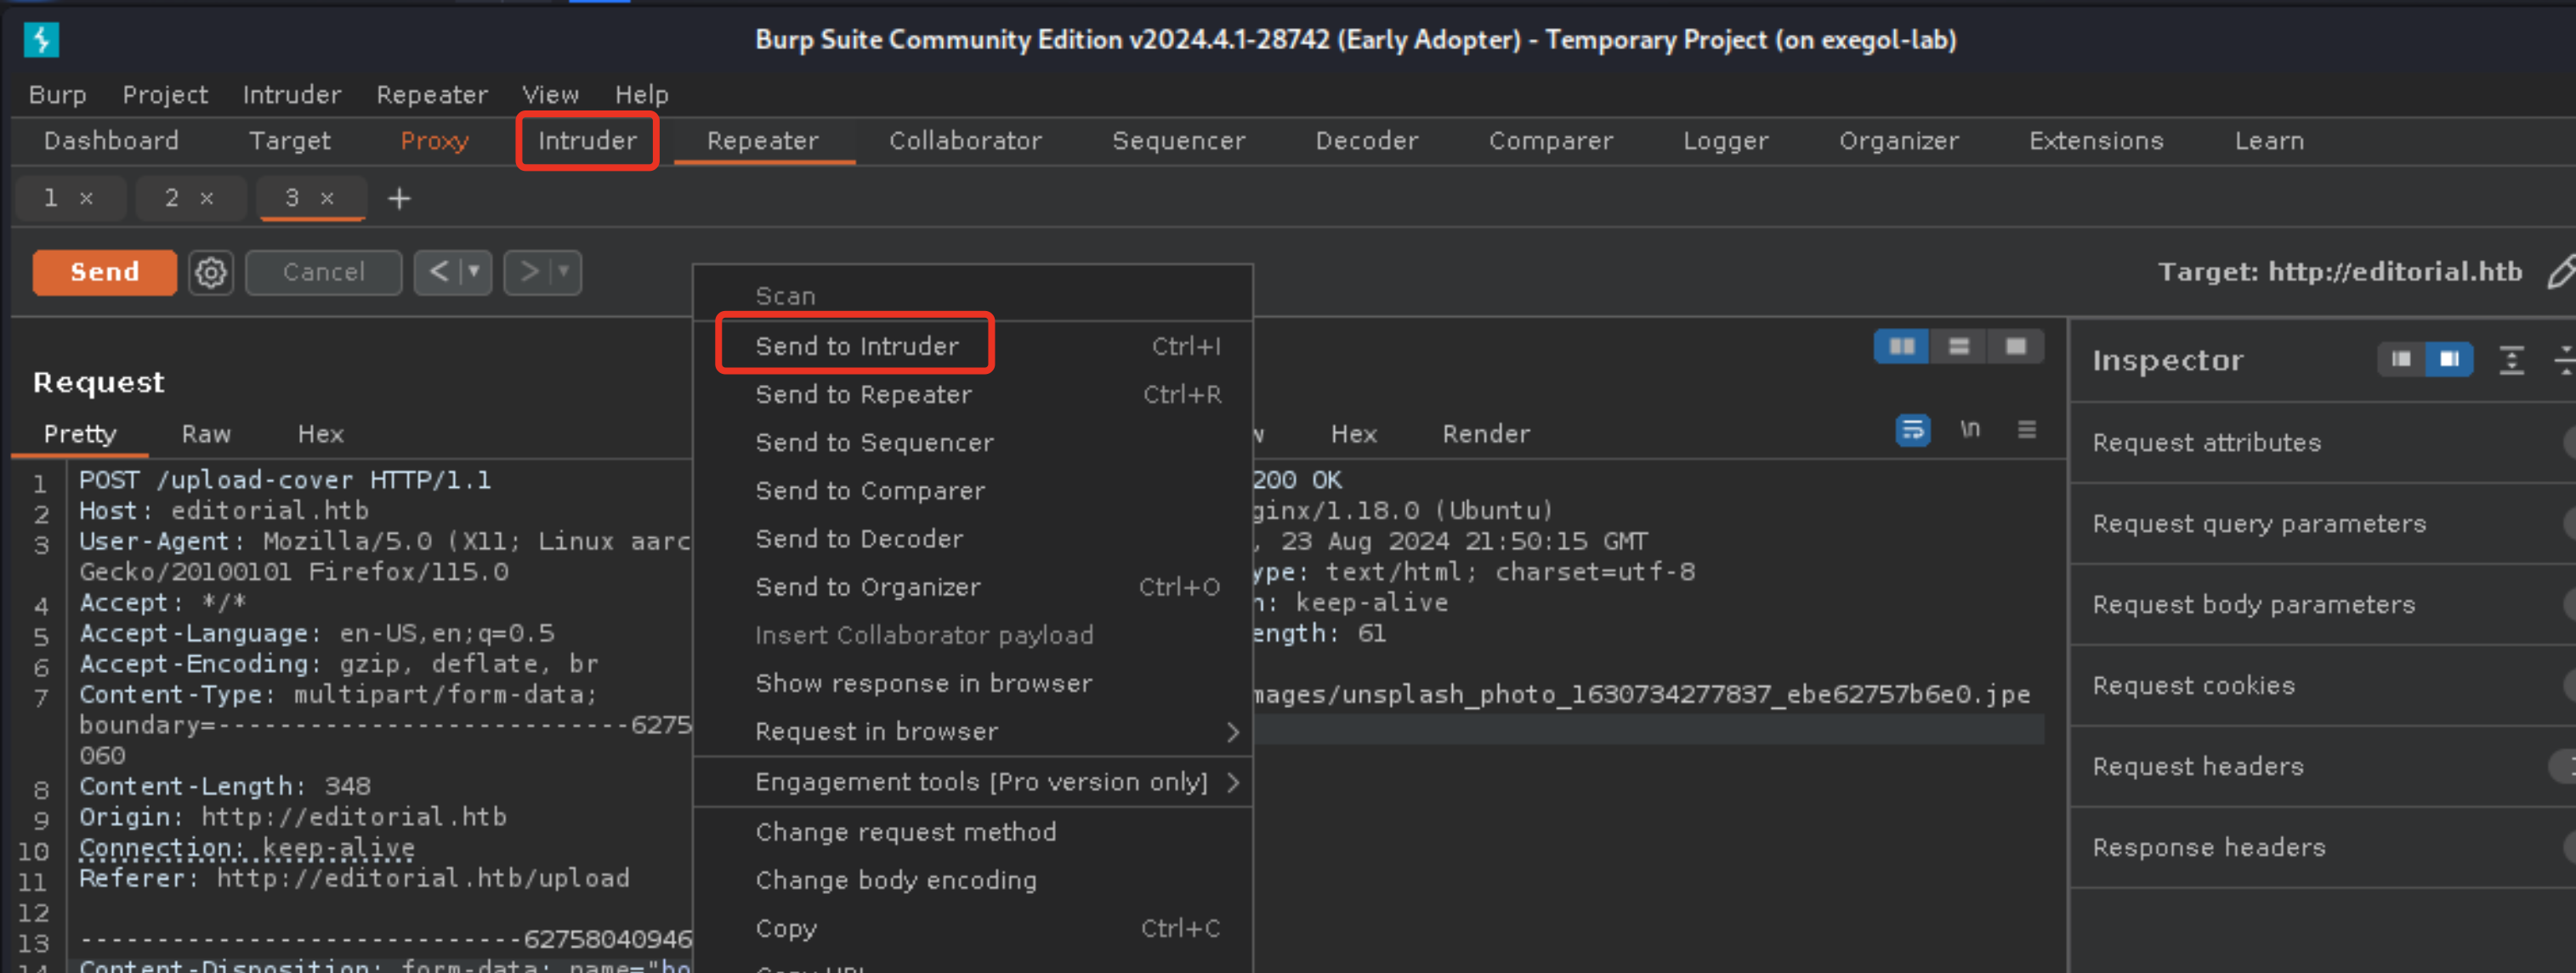 Burp Suite Community Edition v2024.4.1-28742 (Early Adopter) - Temporary Project (on exegol-lab)
Burp Project Intruder Repeater View Help
Dashboard Target Proxy Intruder Repeater Collaborator Sequencer Decoder Comparer Logger Organizer Extensions Learn
1 × 2 × 3 × +
Send Cancel < >
Target: http://editorial.htb
Request
Pretty Raw Hex
1 POST /upload-cover HTTP/1.1
2 Host: editorial.htb
3 User-Agent: Mozilla/5.0 (X11; Linux aarc
Gecko/20100101 Firefox/115.0
4 Accept: */*
5 Accept-Language: en-US,en;q=0.5
6 Accept-Encoding: gzip, deflate, br
7 Content-Type: multipart/form-data;
boundary=---------------------------6275
060
8 Content-Length: 348
9 Origin: http://editorial.htb
10 Connection: keep-alive
11 Referer: http://editorial.htb/upload
12
13 -----------------------------62758040946
14 Content-Disposition: form-data; name="bo
Scan
Send to Intruder Ctrl+I
Send to Repeater Ctrl+R
Send to Sequencer
Send to Comparer
Send to Decoder
Send to Organizer Ctrl+O
Insert Collaborator payload
Show response in browser
Request in browser >
Engagement tools [Pro version only] >
Change request method
Change body encoding
Copy Ctrl+C
Copy URL
w Hex Render \n
200 OK
ginx/1.18.0 (Ubuntu)
, 23 Aug 2024 21:50:15 GMT
ype: text/html; charset=utf-8
n: keep-alive
ength: 61
mages/unsplash_photo_1630734277837_ebe62757b6e0.jpe
Inspector
Request attributes
Request query parameters
Request body parameters
Request cookies
Request headers
Response headers